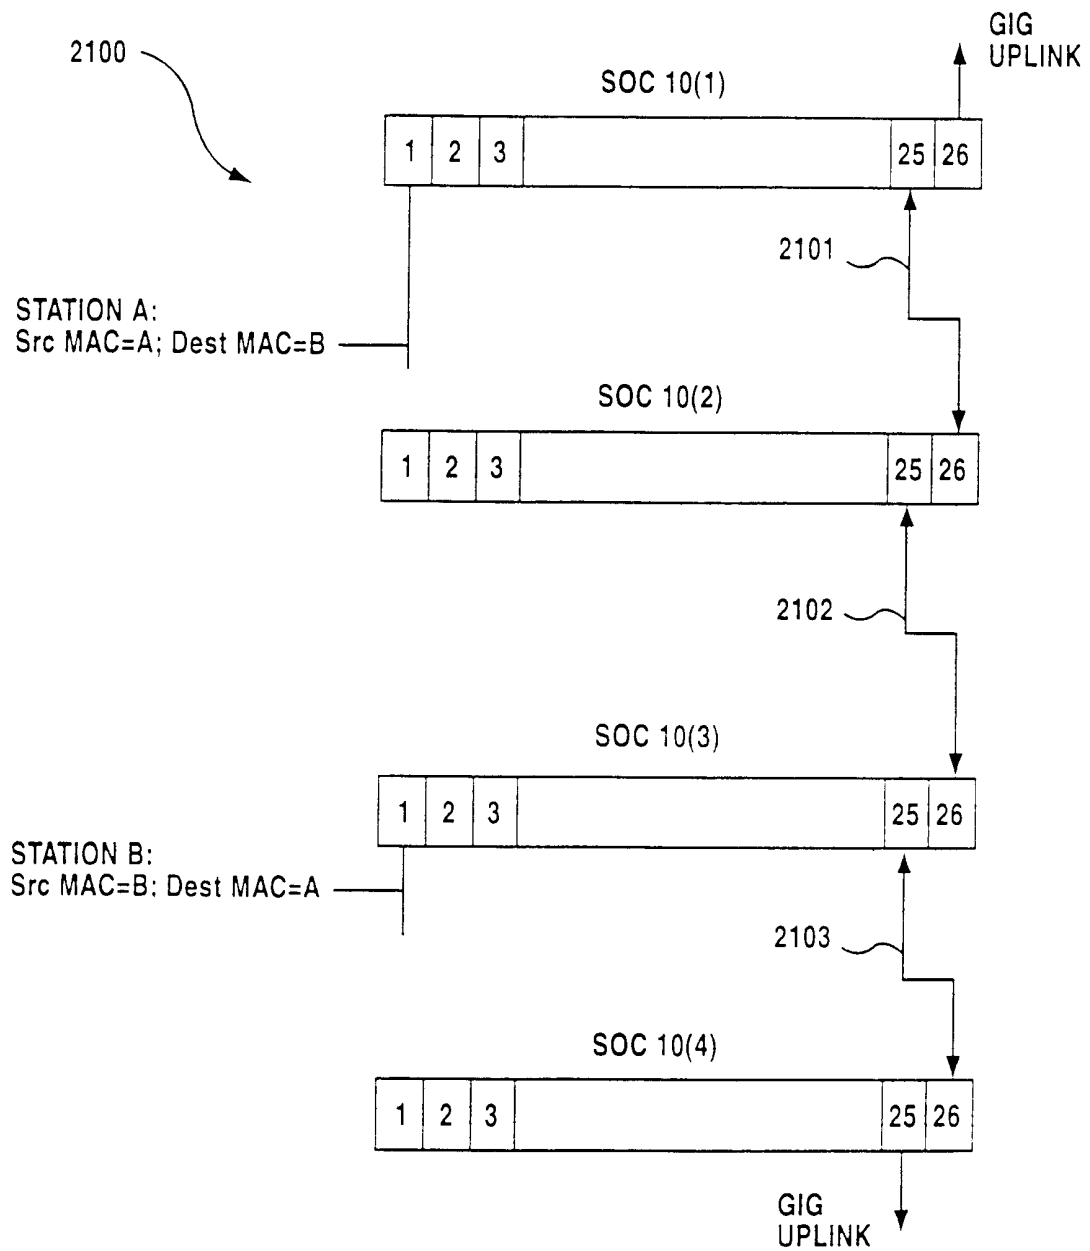 2100
GIG
UPLINK
SOC 10(1)
1 2 3 25 26
2101
STATION A:
Src MAC=A; Dest MAC=B
SOC 10(2)
1 2 3 25 26
2102
SOC 10(3)
1 2 3 25 26
STATION B:
Src MAC=B; Dest MAC=A
2103
SOC 10(4)
1 2 3 25 26
GIG
UPLINK